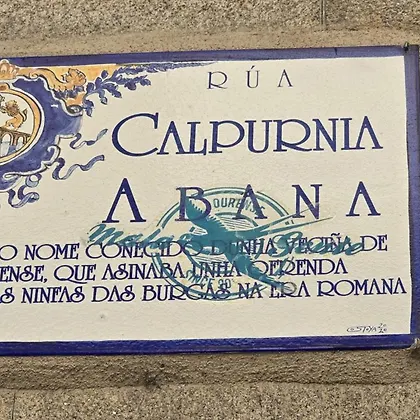 RÚA
CALPURNIA
ABANA
O NOME COÑECIDO DUNHA VECIÑA DE
ENSE, QUE ASINABA UNHA OFRENDA
S NINFAS DAS BURGAS NA ERA ROMANA
OUREN